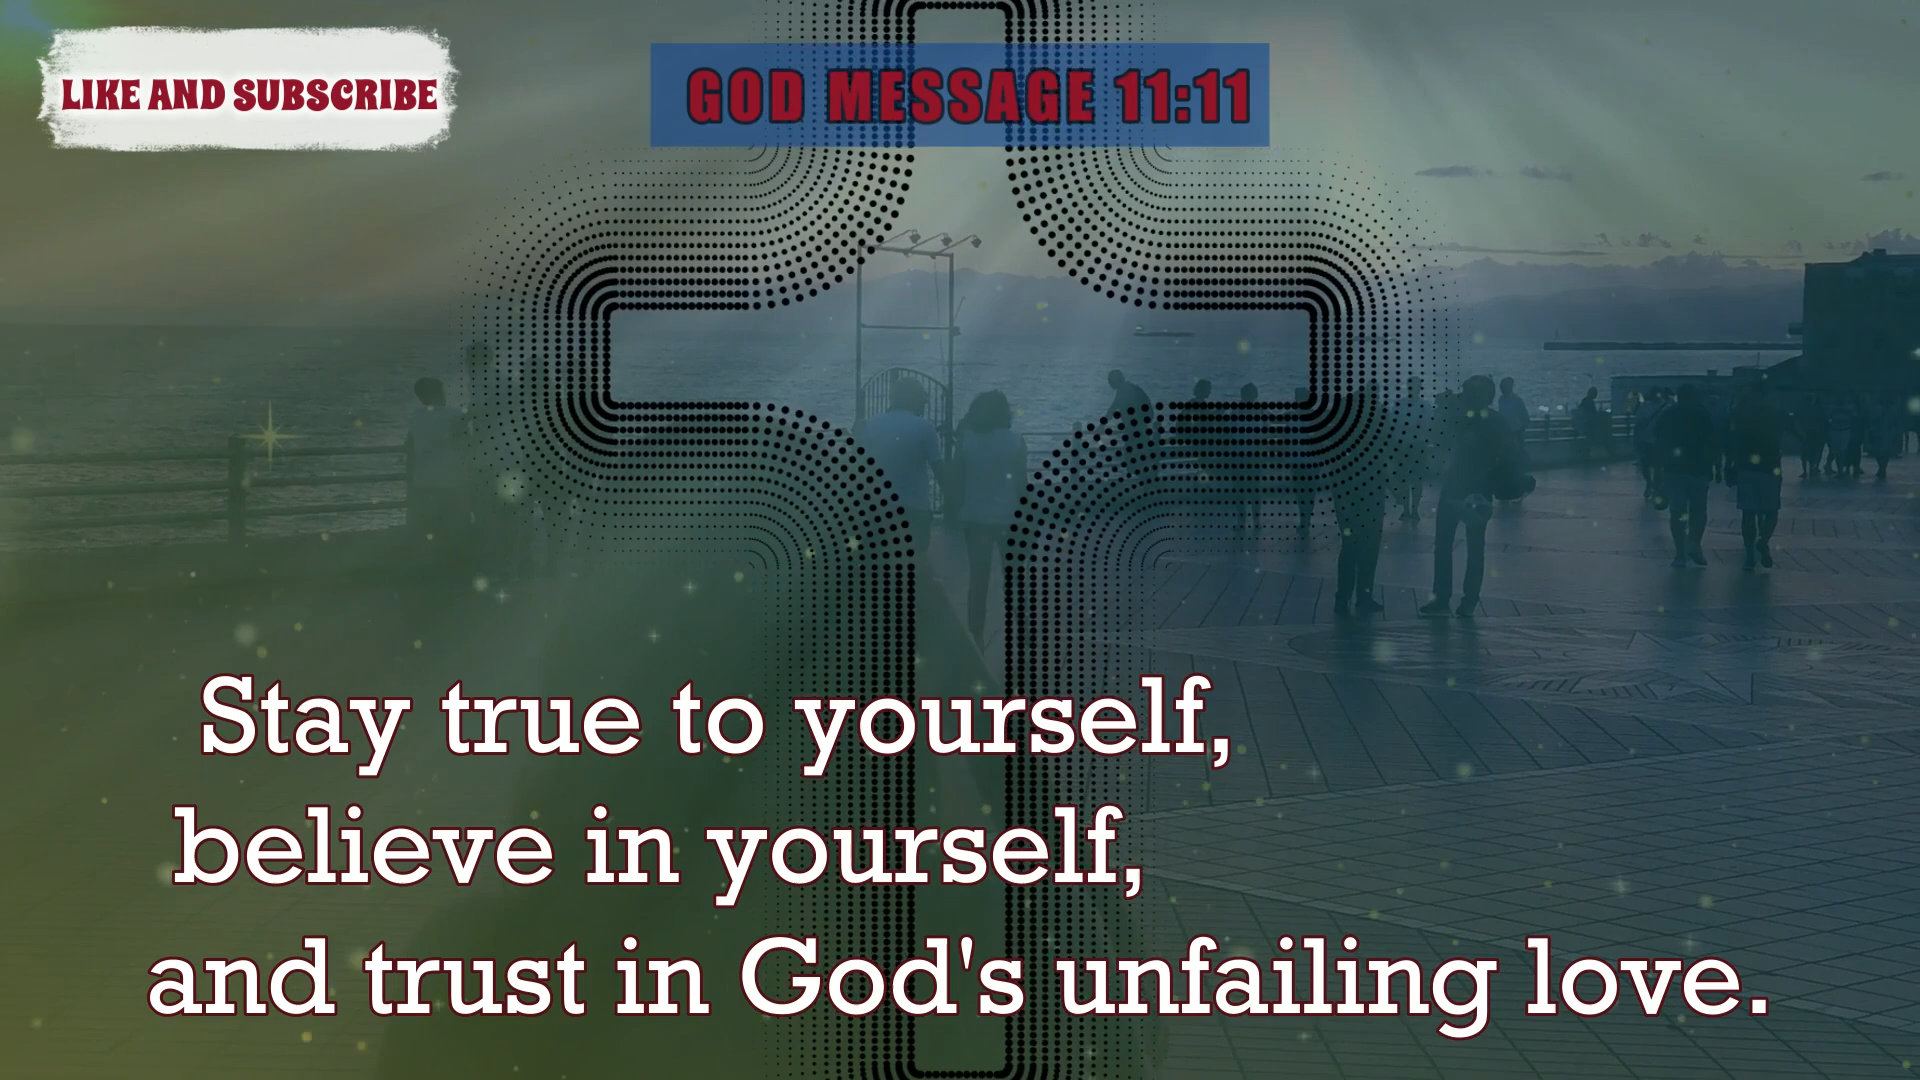 LIKE AND SUBSCRIBE
GOD MESSAGE 11:11
Stay true to yourself,
believe in yourself,
and trust in God's unfailing love.